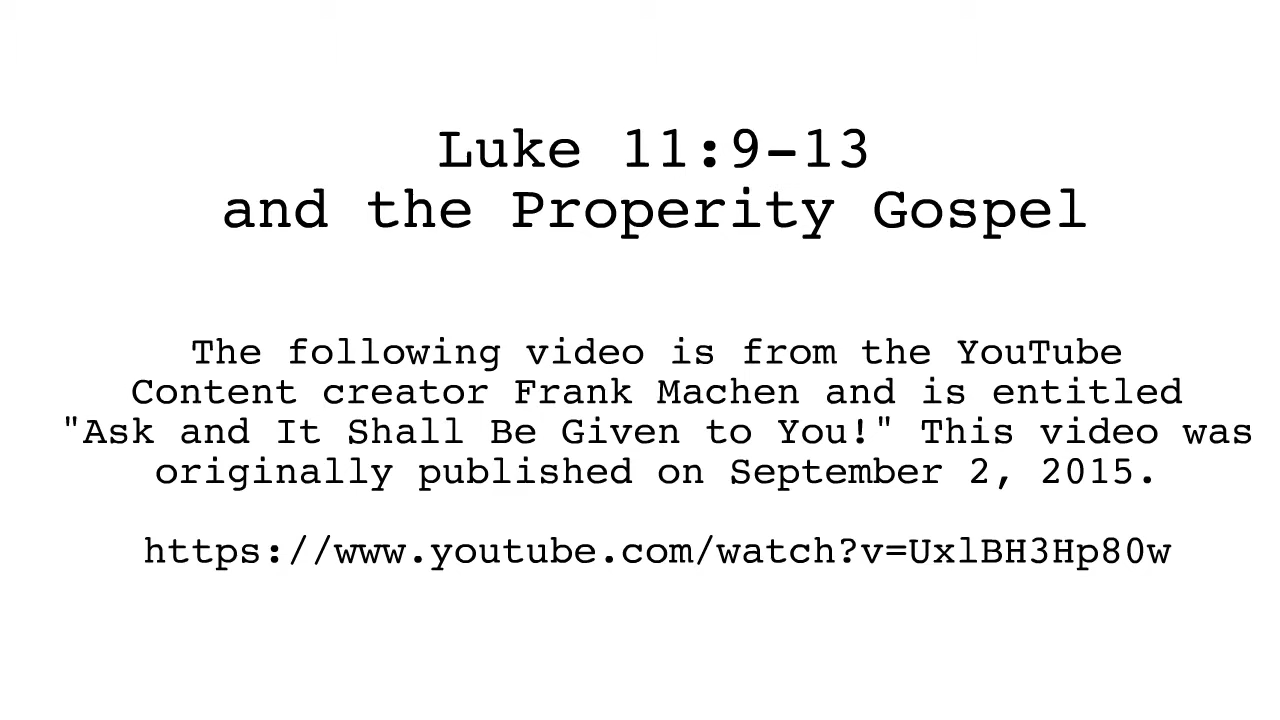 Luke 11:9-13
and the Properity Gospel
The following video is from the YouTube
Content creator Frank Machen and is entitled
"Ask and It Shall Be Given to You!" This video was
originally published on September 2, 2015.
https://www.youtube.com/watch?v=UxlBH3Hp80w